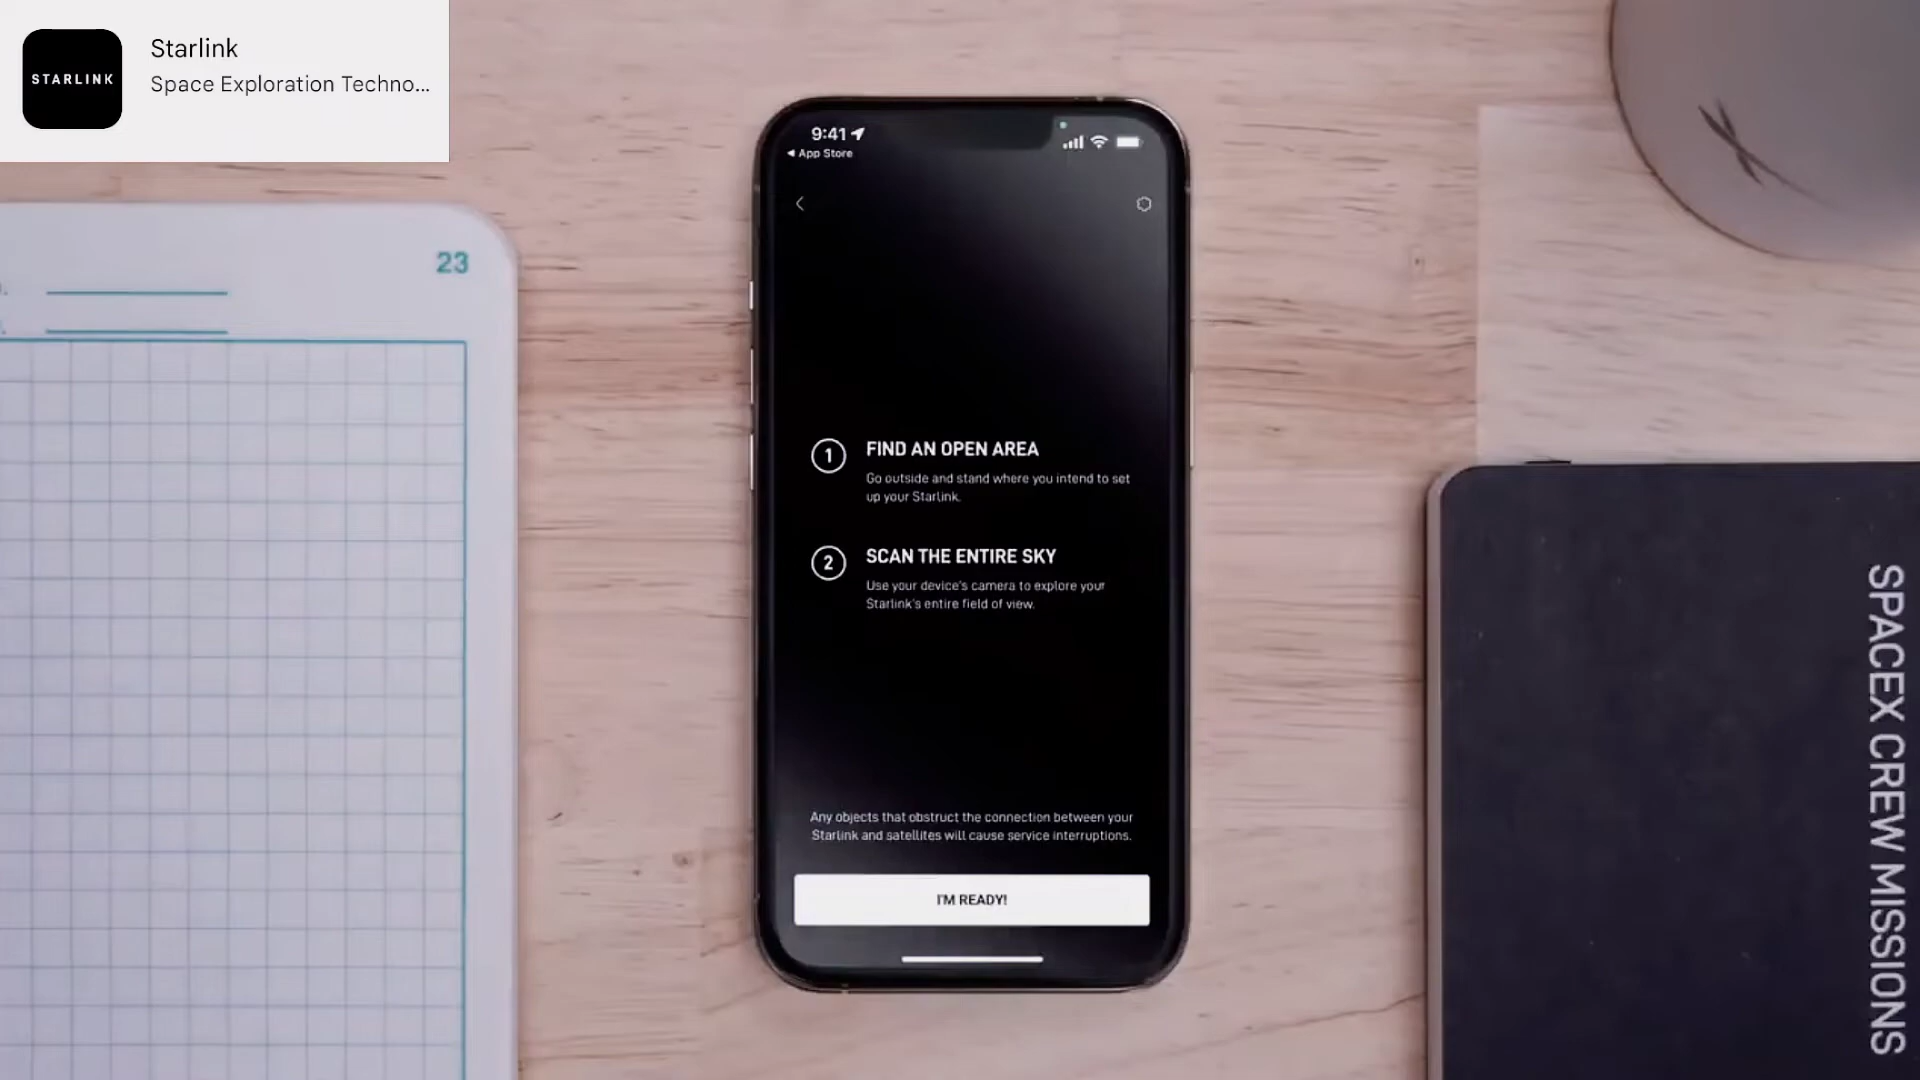 STARLINK
Starlink
Space Exploration Techno...
9:41
App Store
23
1
FIND AN OPEN AREA
Go outside and stand where you intend to set
up your Starlink.
2
SCAN THE ENTIRE SKY
Use your device's camera to explore your
Starlink's entire field of view.
Any objects that obstruct the connection between your
Starlink and satellites will cause service interruptions.
I'M READY!
SPACEX CREW MISSIONS